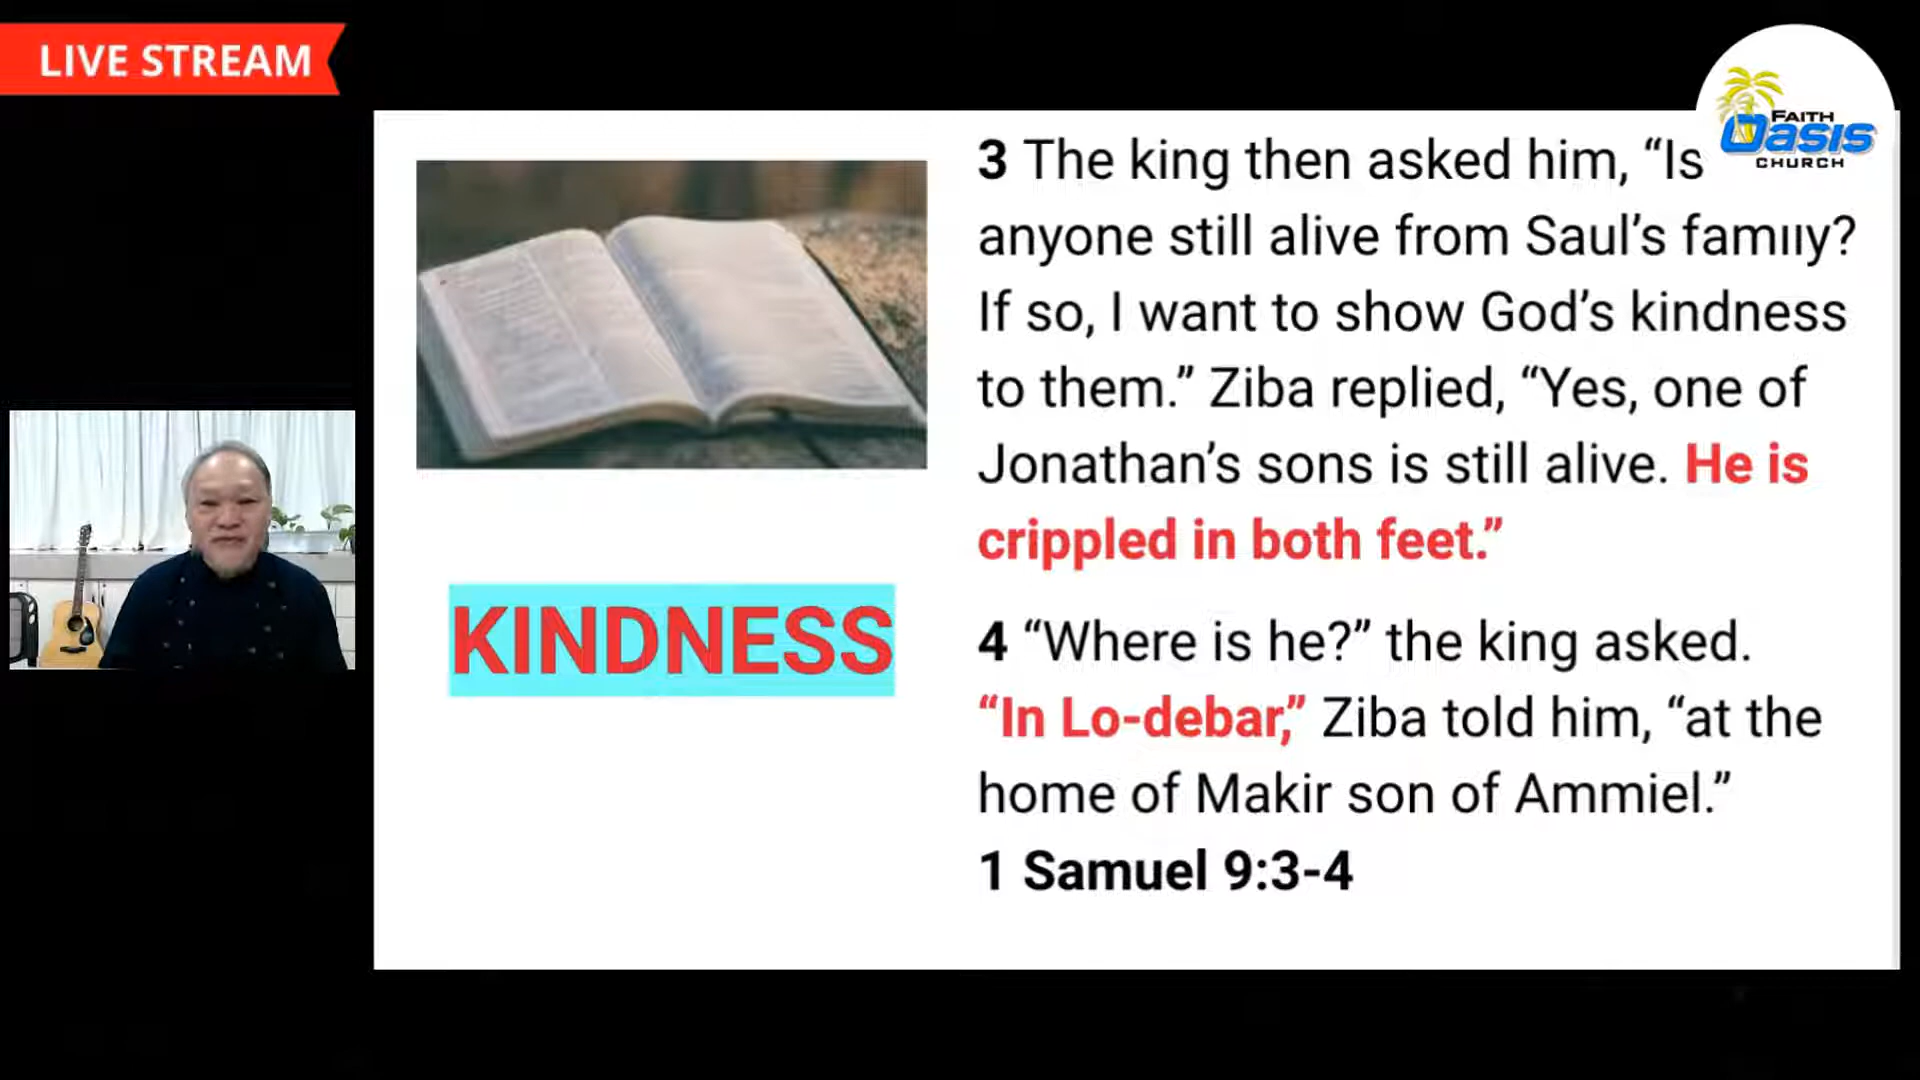 LIVE STREAM
FAITH
Oasis
CHURCH
3 The king then asked him, “Is
anyone still alive from Saul’s family?
If so, I want to show God’s kindness
to them.” Ziba replied, “Yes, one of
Jonathan’s sons is still alive. He is
crippled in both feet.”
4 “Where is he?” the king asked.
“In Lo-debar,” Ziba told him, “at the
home of Makir son of Ammiel.”
1 Samuel 9:3-4
KINDNESS